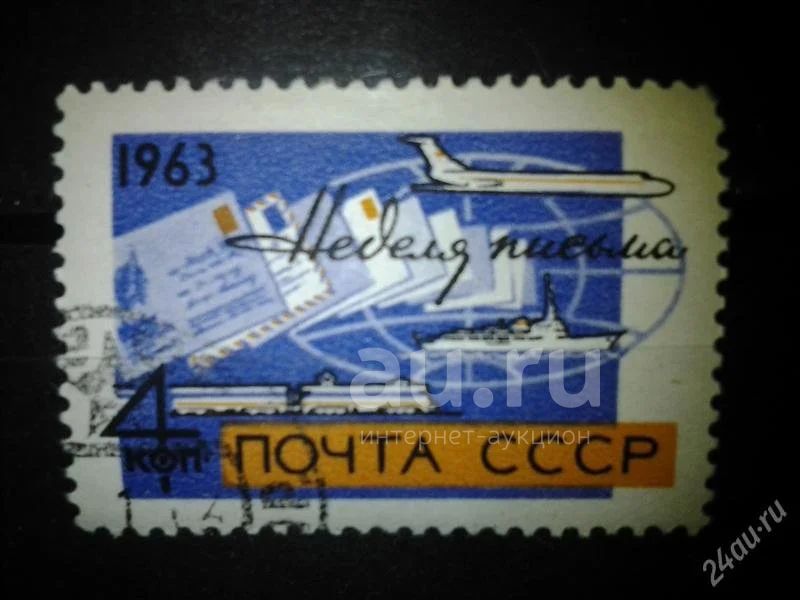 1963
Неделя письма
au.ru
интернет-аукцион
4
КОП
ПОЧТА СССР
24au.ru